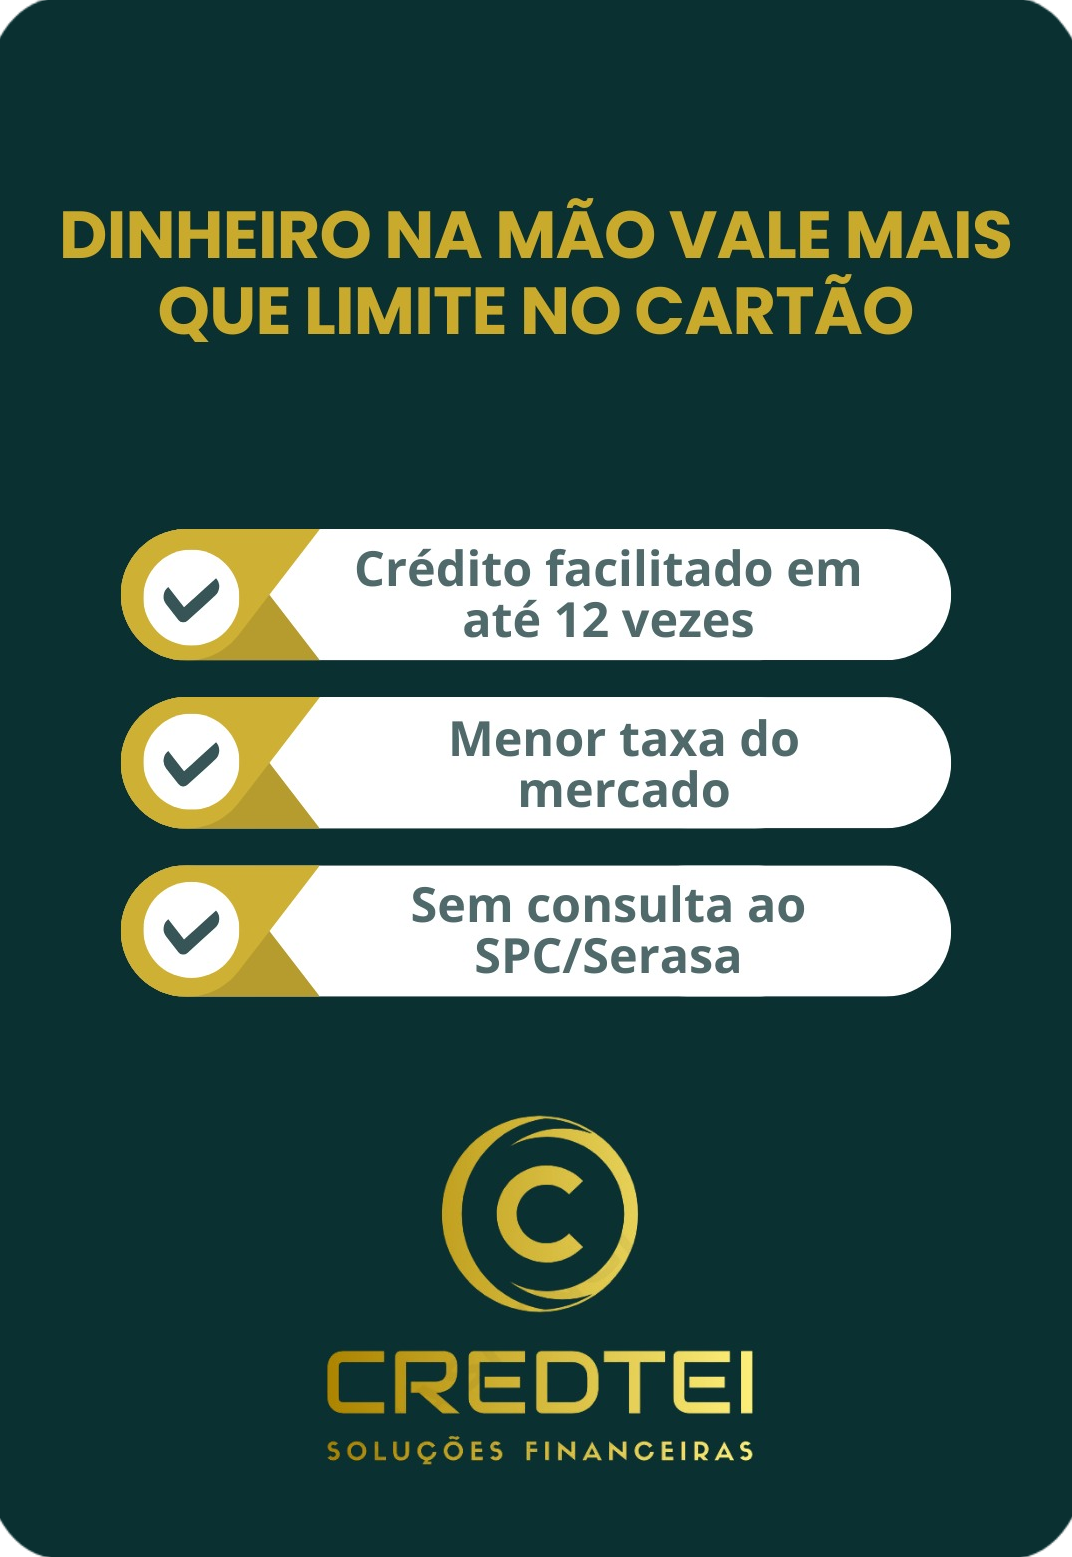 DINHEIRO NA MÃO VALE MAIS
QUE LIMITE NO CARTÃO
Crédito facilitado em
até 12 vezes
Menor taxa do
mercado
Sem consulta ao
SPC/Serasa
C
CREDTEI
SOLUÇÕES FINANCEIRAS